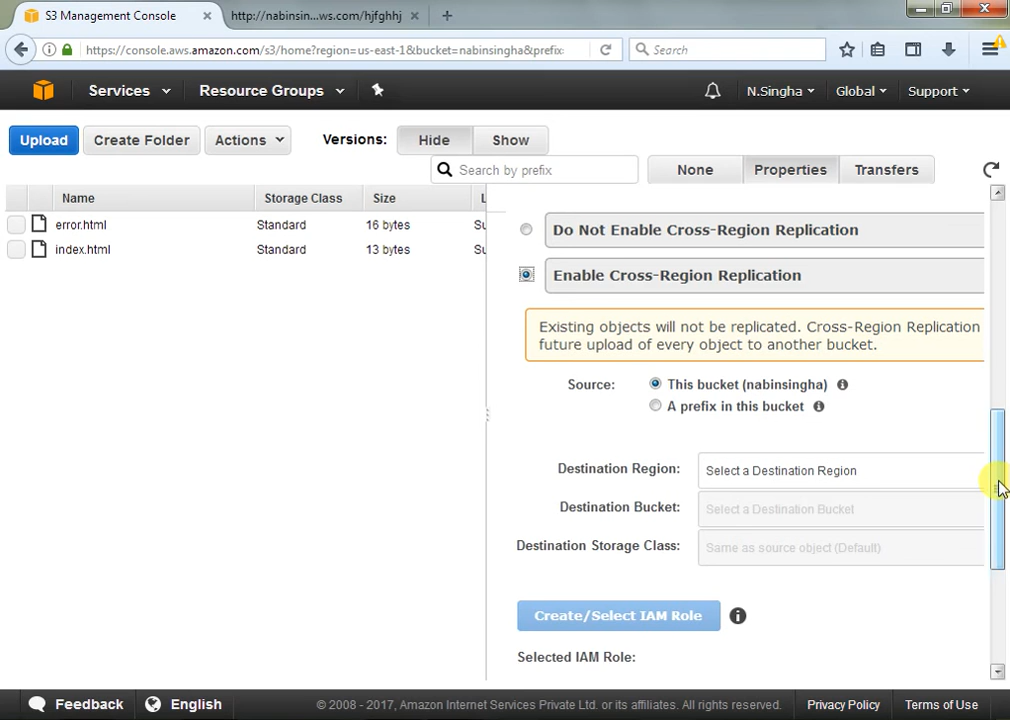 S3 Management Console
http://nabinsin...ws.com/hjfghhj
https://console.aws.amazon.com/s3/home?region=us-east-1&bucket=nabinsingha&prefix:
Search
Services
Resource Groups
N.Singha
Global
Support
Upload
Create Folder
Actions
Versions:
Hide
Show
Search by prefix
None
Properties
Transfers
Name
Storage Class
Size
error.html
Standard
16 bytes
Su
index.html
Standard
13 bytes
Su
Do Not Enable Cross-Region Replication
Enable Cross-Region Replication
Existing objects will not be replicated. Cross-Region Replication
future upload of every object to another bucket.
Source:
This bucket (nabinsingha)
A prefix in this bucket
Destination Region:
Select a Destination Region
Destination Bucket:
Select a Destination Bucket
Destination Storage Class:
Same as source object (Default)
Create/Select IAM Role
Selected IAM Role:
Feedback
English
© 2008 - 2017, Amazon Internet Services Private Ltd. or its affiliates. All rights reserved.
Privacy Policy
Terms of Use